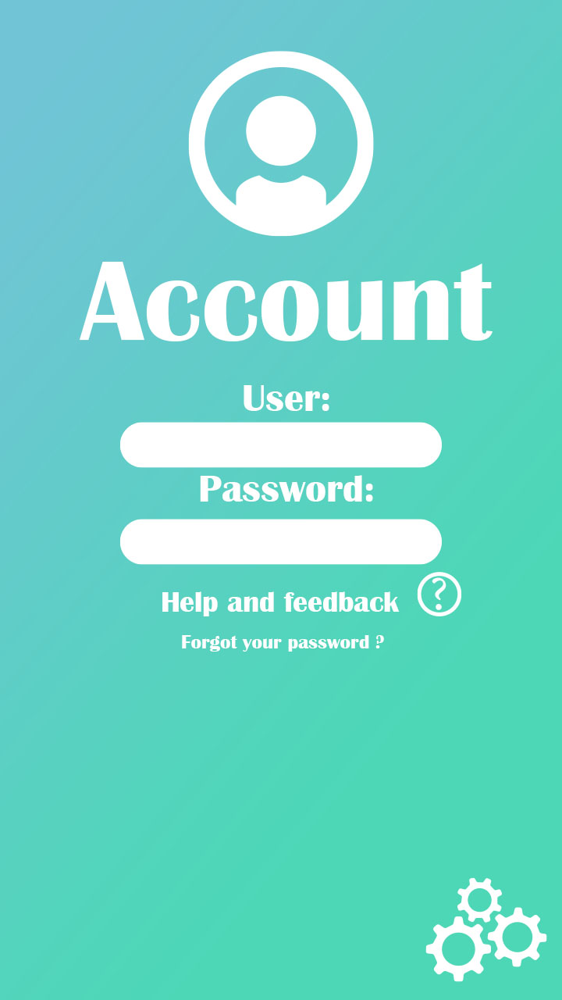 Account
User:
Password:
Help and feedback ?
Forgot your password ?